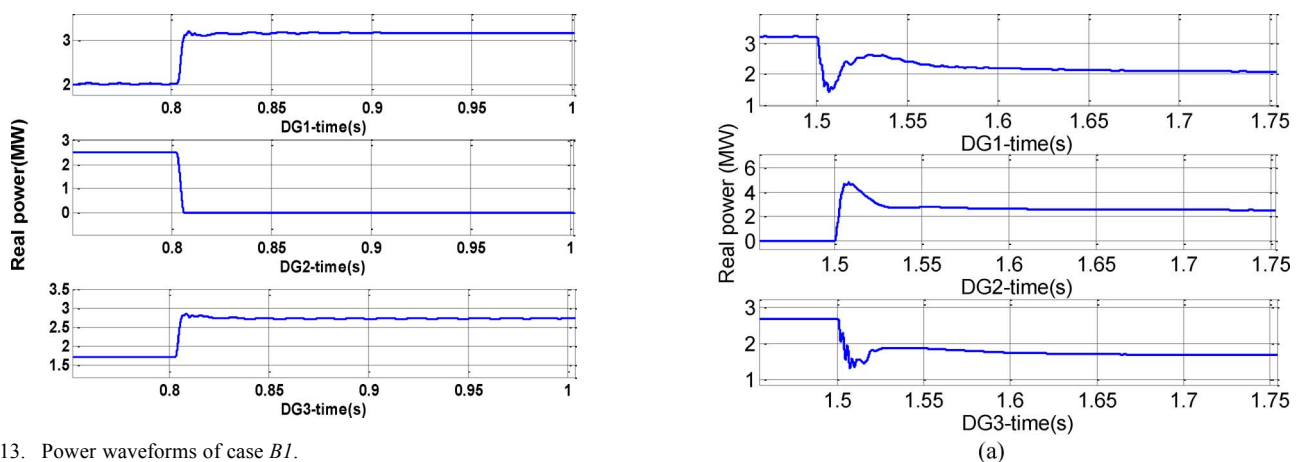 Real power(MW)
3
2
0.8 0.85 0.9 0.95 1
DG1-time(s)
3
2
1
0
0.8 0.85 0.9 0.95 1
DG2-time(s)
3.5
3
2.5
2
1.5
0.8 0.85 0.9 0.95 1
DG3-time(s)
13. Power waveforms of case B1.
Real power (MW)
3
2
1
1.5 1.55 1.6 1.65 1.7 1.75
DG1-time(s)
6
4
2
0
1.5 1.55 1.6 1.65 1.7 1.75
DG2-time(s)
3
2
1
1.5 1.55 1.6 1.65 1.7 1.75
DG3-time(s)
(a)